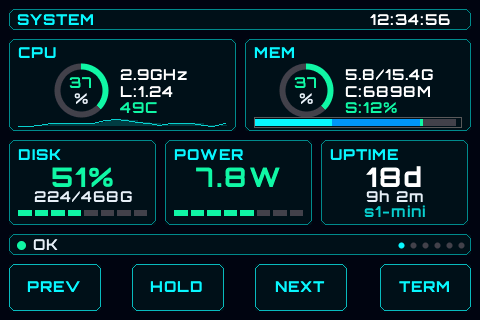 SYSTEM 12:34:56
CPU
37
%
2.9GHz
L:1.24
49C
MEM
37
%
5.8/15.4G
C:6898M
S:12%
DISK
51%
224/468G
POWER
7.8W
UPTIME
18d
9h 2m
s1-mini
OK
PREV HOLD NEXT TERM